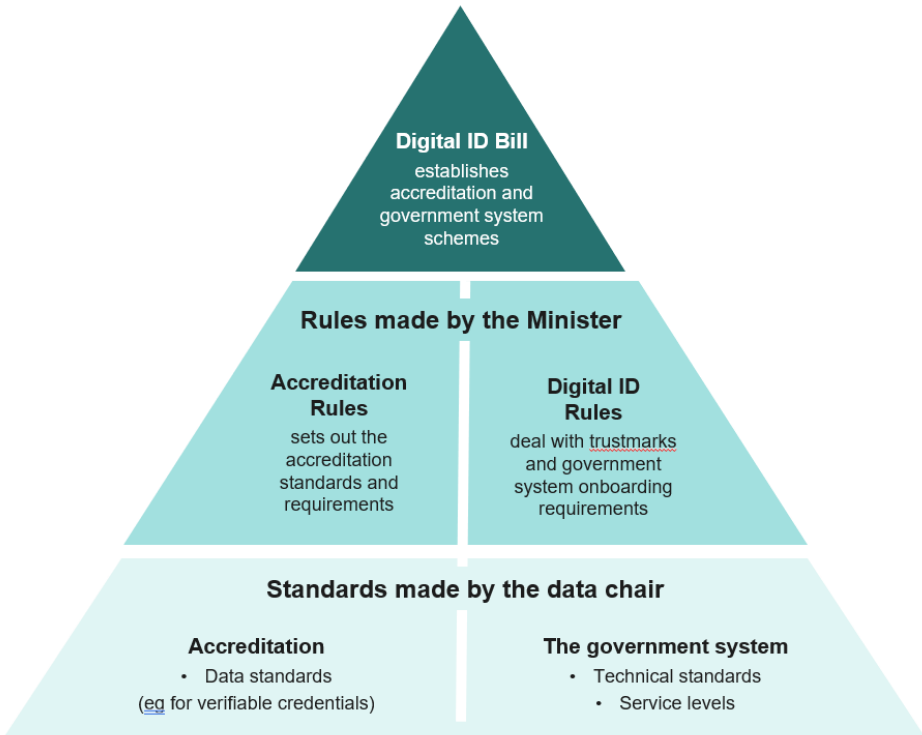 Digital ID Bill
establishes
accreditation and
government system
schemes
Rules made by the Minister
Accreditation
Rules
sets out the
accreditation
standards and
requirements
Digital ID
Rules
deal with trustmarks
and government
system onboarding
requirements
Standards made by the data chair
Accreditation
• Data standards
(eg for verifiable credentials)
The government system
• Technical standards
• Service levels